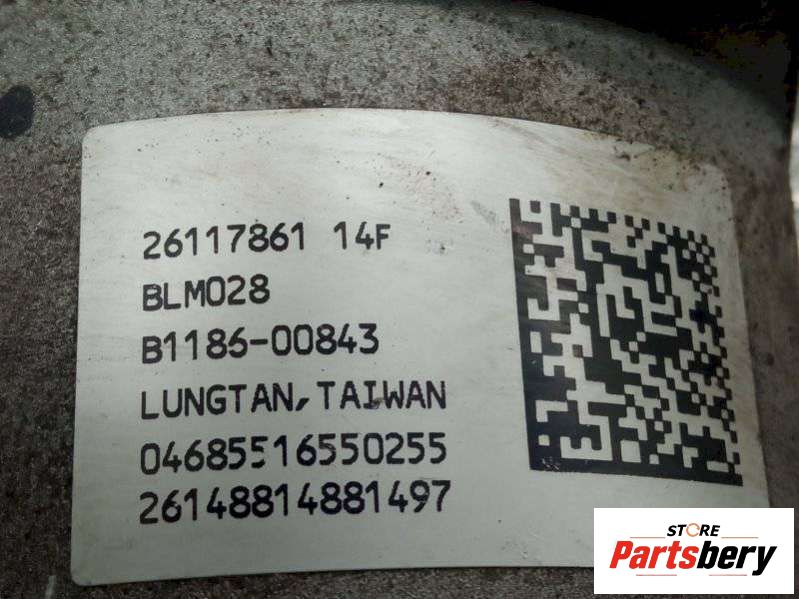 26117861 14F
BLM028
B1186-00843
LUNGTAN, TAIWAN
04685516550255
26148814881497
STORE
Partsbery